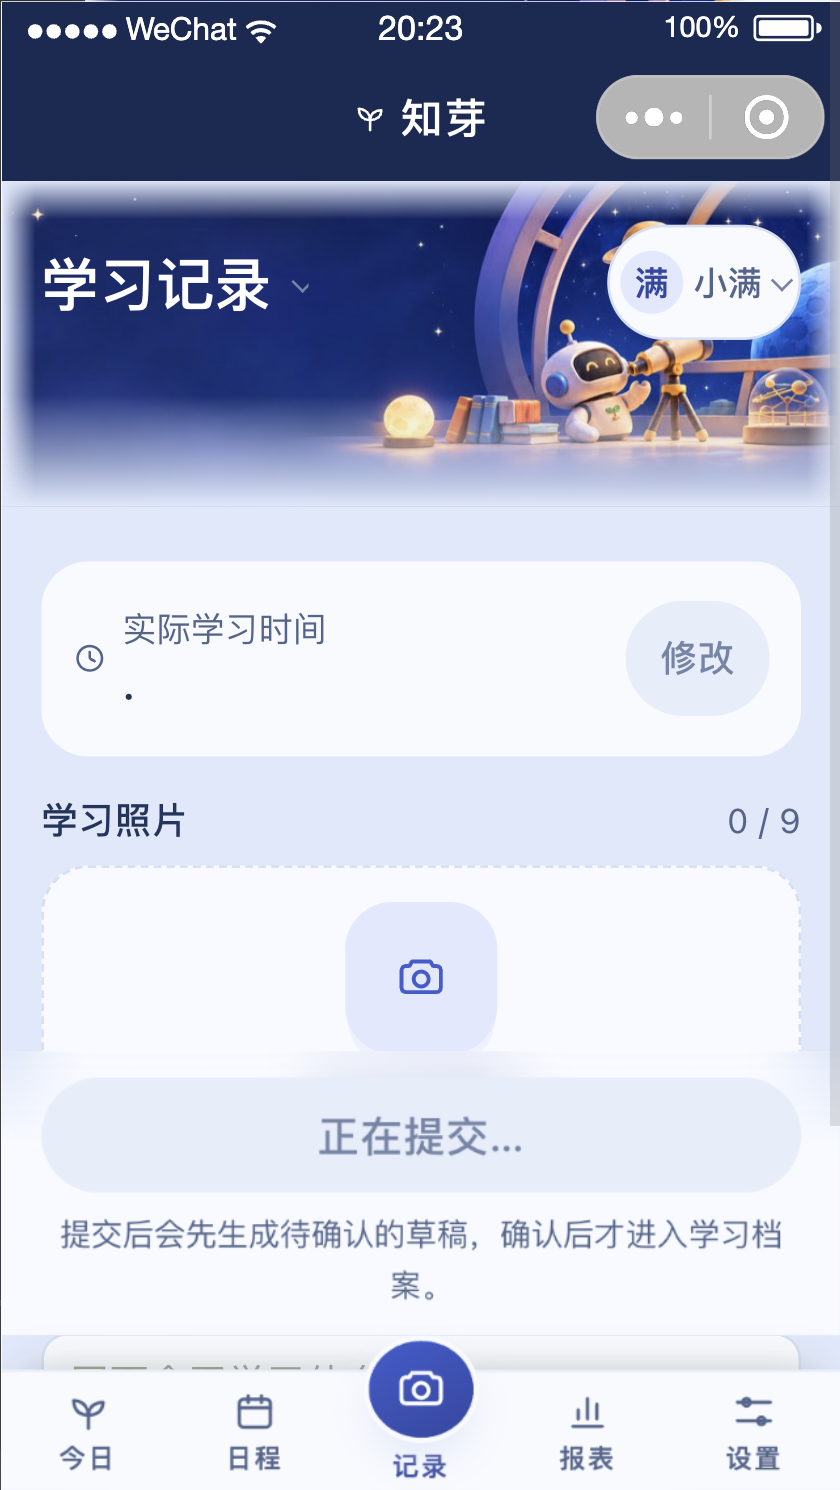 WeChat 20:23 100%
知芽
学习记录
满 小满
实际学习时间
·
修改
学习照片 0 / 9
正在提交...
提交后会先生成待确认的草稿，确认后才进入学习档
案。
今日 日程 记录 报表 设置